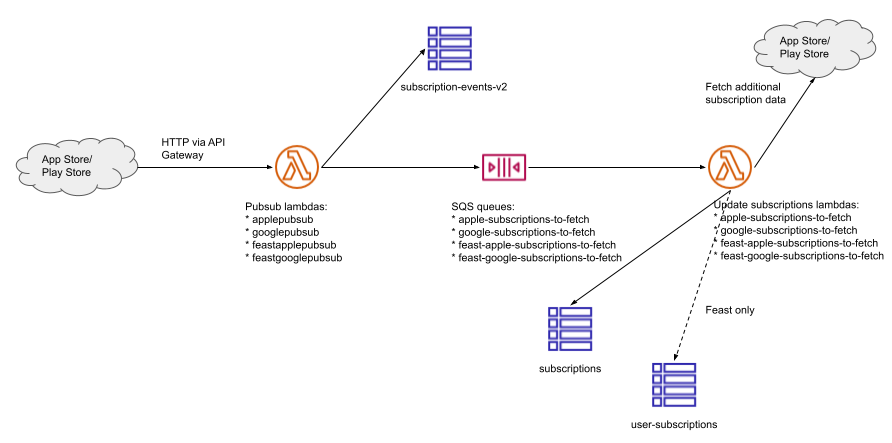 subscription-events-v2
App Store/
Play Store
Fetch additional
subscription data
HTTP via API
Gateway
App Store/
Play Store
Pubsub lambdas:
* applepubsub
* googlepubsub
* feastapplepubsub
* feastgooglepubsub
SQS queues:
* apple-subscriptions-to-fetch
* google-subscriptions-to-fetch
* feast-apple-subscriptions-to-fetch
* feast-google-subscriptions-to-fetch
Update subscriptions lambdas:
* apple-subscriptions-to-fetch
* google-subscriptions-to-fetch
* feast-apple-subscriptions-to-fetch
* feast-google-subscriptions-to-fetch
Feast only
subscriptions
user-subscriptions